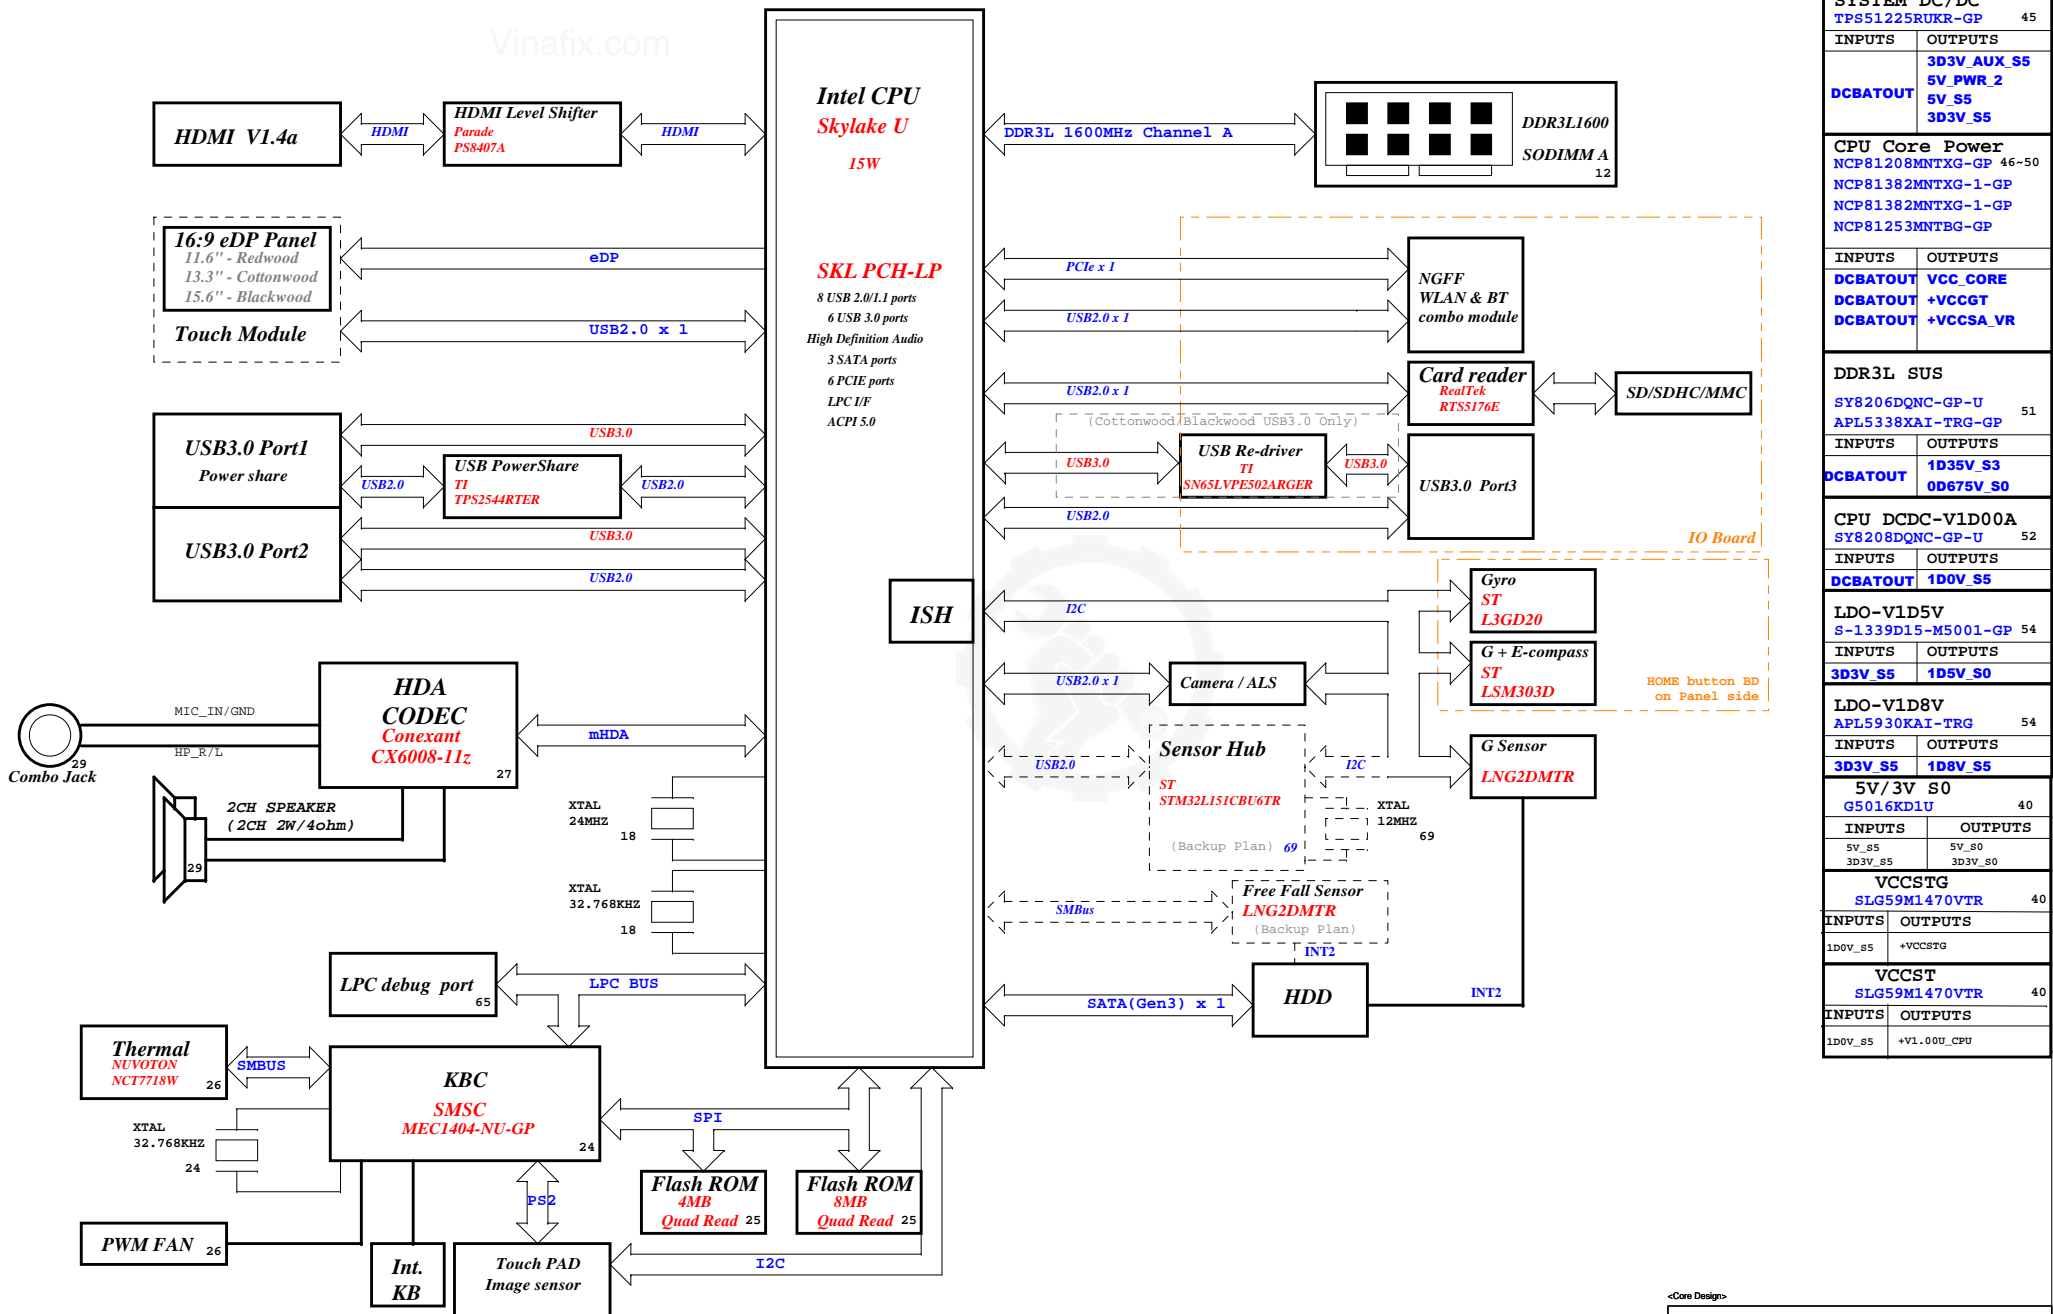 Vinafix.com
HDMI V1.4a
HDMI
HDMI Level Shifter
Parade
PS8407A
HDMI
16:9 eDP Panel
11.6" - Redwood
13.3" - Cottonwood
15.6" - Blackwood
Touch Module
eDP
USB2.0 x 1
USB3.0 Port1
Power share
USB3.0
USB2.0
USB PowerShare
TI
TPS2544RTER
USB2.0
USB3.0 Port2
USB3.0
USB2.0
Intel CPU
Skylake U
15W
SKL PCH-LP
8 USB 2.0/1.1 ports
6 USB 3.0 ports
High Definition Audio
3 SATA ports
6 PCIE ports
LPC I/F
ACPI 5.0
ISH
DDR3L 1600MHz Channel A
DDR3L1600
SODIMM A
12
PCIe x 1
USB2.0 x 1
NGFF
WLAN & BT
combo module
USB2.0 x 1
Card reader
RealTek
RTS5176E
SD/SDHC/MMC
(Cottonwood/Blackwood USB3.0 Only)
USB3.0
USB Re-driver
TI
SN65LVPE502ARGER
USB3.0
USB3.0 Port3
USB2.0
IO Board
I2C
Gyro
ST
L3GD20
G + E-compass
ST
LSM303D
HOME button BD
on Panel side
USB2.0 x 1
Camera / ALS
USB2.0
Sensor Hub
ST
STM32L151CBU6TR
(Backup Plan) 69
I2C
XTAL
12MHZ
69
G Sensor
LNG2DMTR
SMBus
Free Fall Sensor
LNG2DMTR
(Backup Plan)
INT2
SATA(Gen3) x 1
HDD
INT2
HDA
CODEC
Conexant
CX6008-11z
27
mHDA
MIC_IN/GND
HP_R/L
29
Combo Jack
2CH SPEAKER
(2CH 2W/4ohm)
29
XTAL
24MHZ
18
XTAL
32.768KHZ
18
LPC debug port
65
LPC BUS
Thermal
NUVOTON
NCT7718W
26
SMBUS
KBC
SMSC
MEC1404-NU-GP
24
XTAL
32.768KHZ
24
SPI
Flash ROM
4MB
Quad Read 25
Flash ROM
8MB
Quad Read 25
PS2
PWM FAN 26
Int.
KB
Touch PAD
Image sensor
I2C
SYSTEM DC/DC
TPS51225RUKR-GP 45
INPUTS OUTPUTS
DCBATOUT
3D3V_AUX_S5
5V_PWR_2
5V_S5
3D3V_S5
CPU Core Power
NCP81208MNTXG-GP 46~50
NCP81382MNTXG-1-GP
NCP81382MNTXG-1-GP
NCP81253MNTBG-GP
INPUTS OUTPUTS
DCBATOUT VCC_CORE
DCBATOUT +VCCGT
DCBATOUT +VCCSA_VR
DDR3L SUS
SY8206DQNC-GP-U
APL5338XAI-TRG-GP
51
INPUTS OUTPUTS
DCBATOUT
1D35V_S3
0D675V_S0
CPU DCDC-V1D00A
SY8208DQNC-GP-U 52
INPUTS OUTPUTS
DCBATOUT 1D0V_S5
LDO-V1D5V
S-1339D15-M5001-GP 54
INPUTS OUTPUTS
3D3V_S5 1D5V_S0
LDO-V1D8V
APL5930KAI-TRG 54
INPUTS OUTPUTS
3D3V_S5 1D8V_S5
5V/3V S0
G5016KD1U 40
INPUTS OUTPUTS
5V_S5 5V_S0
3D3V_S5 3D3V_S0
VCCSTG
SLG59M1470VTR 40
INPUTS OUTPUTS
1D0V_S5 +VCCSTG
VCCST
SLG59M1470VTR 40
INPUTS OUTPUTS
1D0V_S5 +V1.00U_CPU
<Core Design>